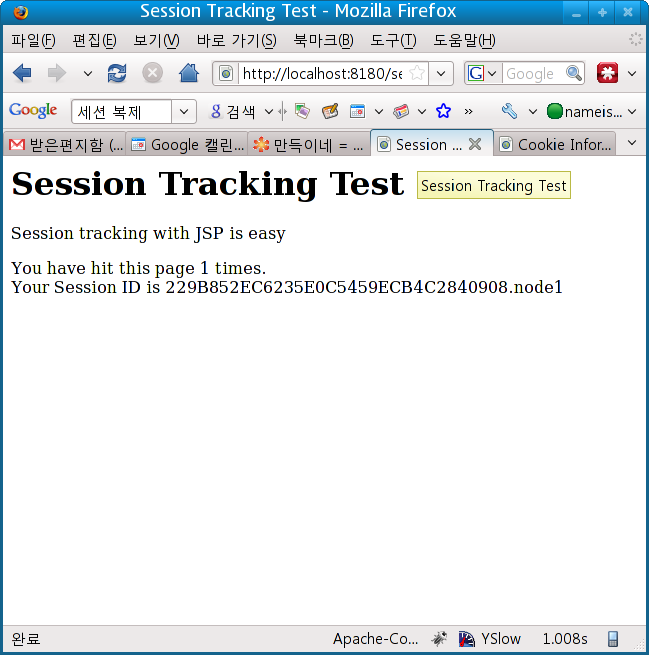 Session Tracking Test - Mozilla Firefox
파일(F) 편집(E) 보기(V) 바로 가기(S) 북마크(B) 도구(T) 도움말(H)
http://localhost:8180/se G Google
Google 세션 복제 g 검색 » nameis...
받은편지함 (... Google 캘린... 만득이네 = ... Session ... Cookie Infor...
Session Tracking Test
Session Tracking Test
Session tracking with JSP is easy
You have hit this page 1 times.
Your Session ID is 229B852EC6235E0C5459ECB4C2840908.node1
완료 Apache-Co... YSlow 1.008s